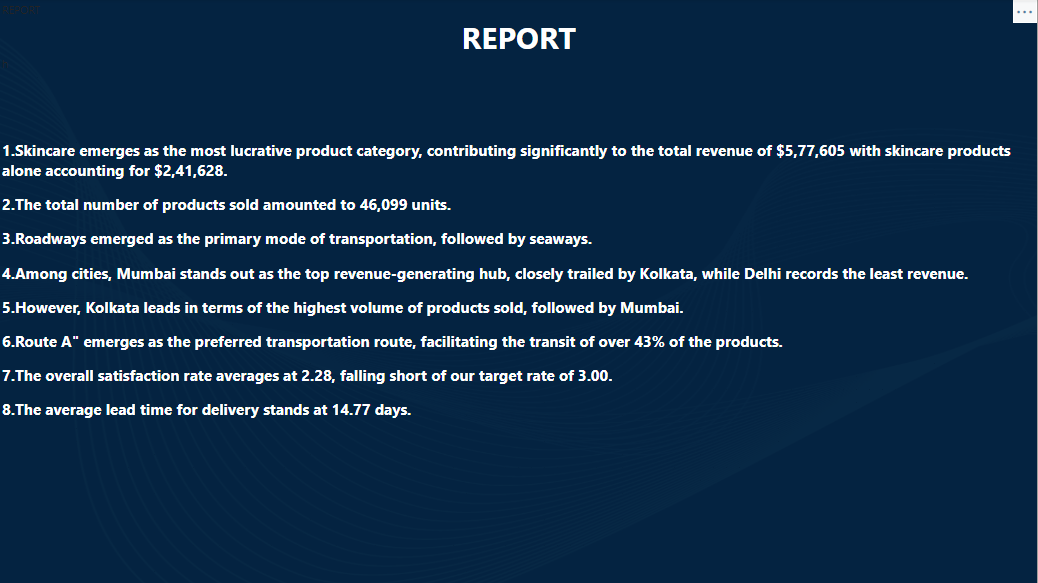 REPORT
REPORT
1.Skincare emerges as the most lucrative product category, contributing significantly to the total revenue of $5,77,605 with skincare products
alone accounting for $2,41,628.
2.The total number of products sold amounted to 46,099 units.
3.Roadways emerged as the primary mode of transportation, followed by seaways.
4.Among cities, Mumbai stands out as the top revenue-generating hub, closely trailed by Kolkata, while Delhi records the least revenue.
5.However, Kolkata leads in terms of the highest volume of products sold, followed by Mumbai.
6.Route A" emerges as the preferred transportation route, facilitating the transit of over 43% of the products.
7.The overall satisfaction rate averages at 2.28, falling short of our target rate of 3.00.
8.The average lead time for delivery stands at 14.77 days.